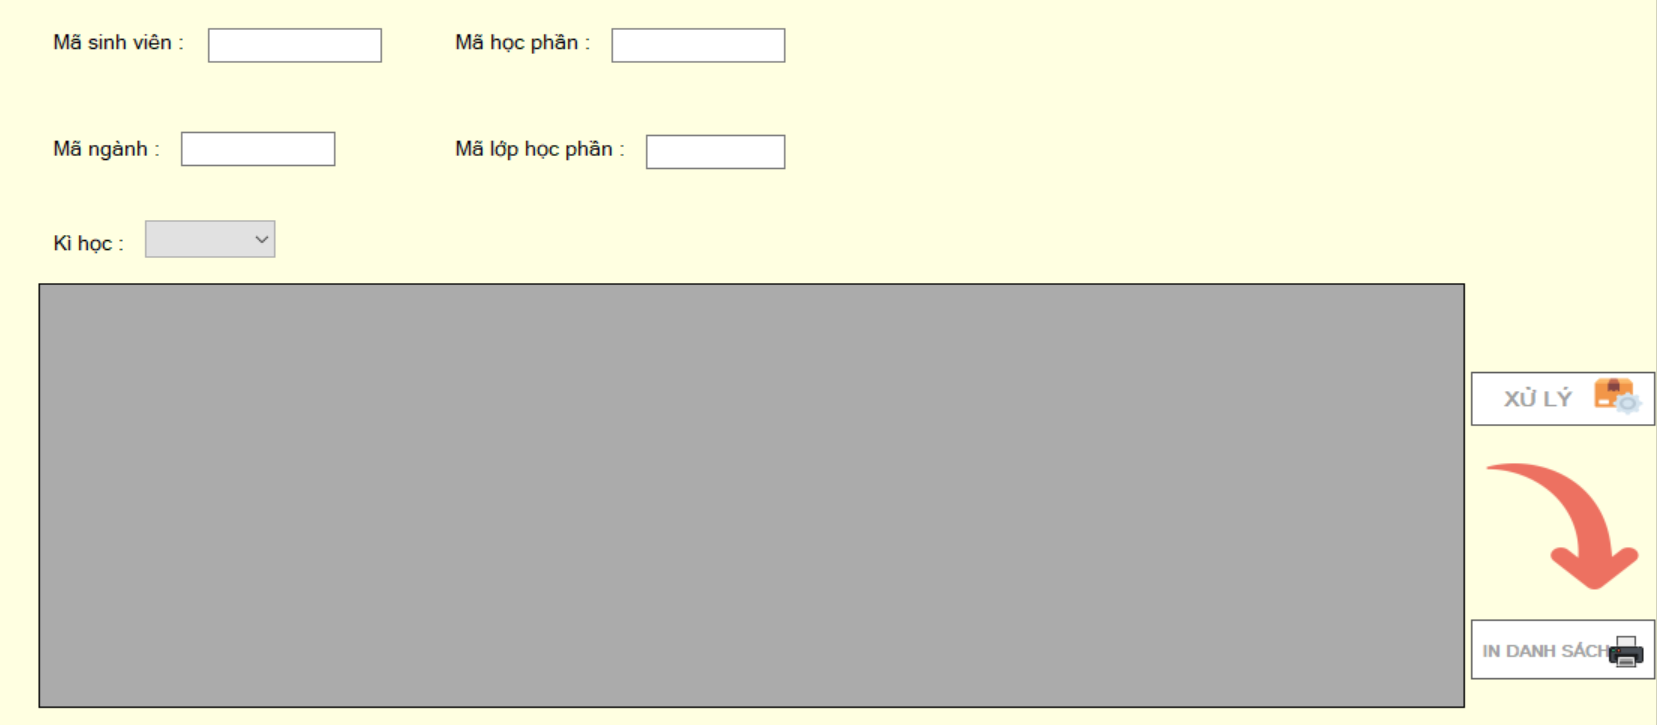 Mã sinh viên :
Mã học phần :
Mã ngành :
Mã lớp học phần :
Kì học :
XỬ LÝ
IN DANH SÁCH